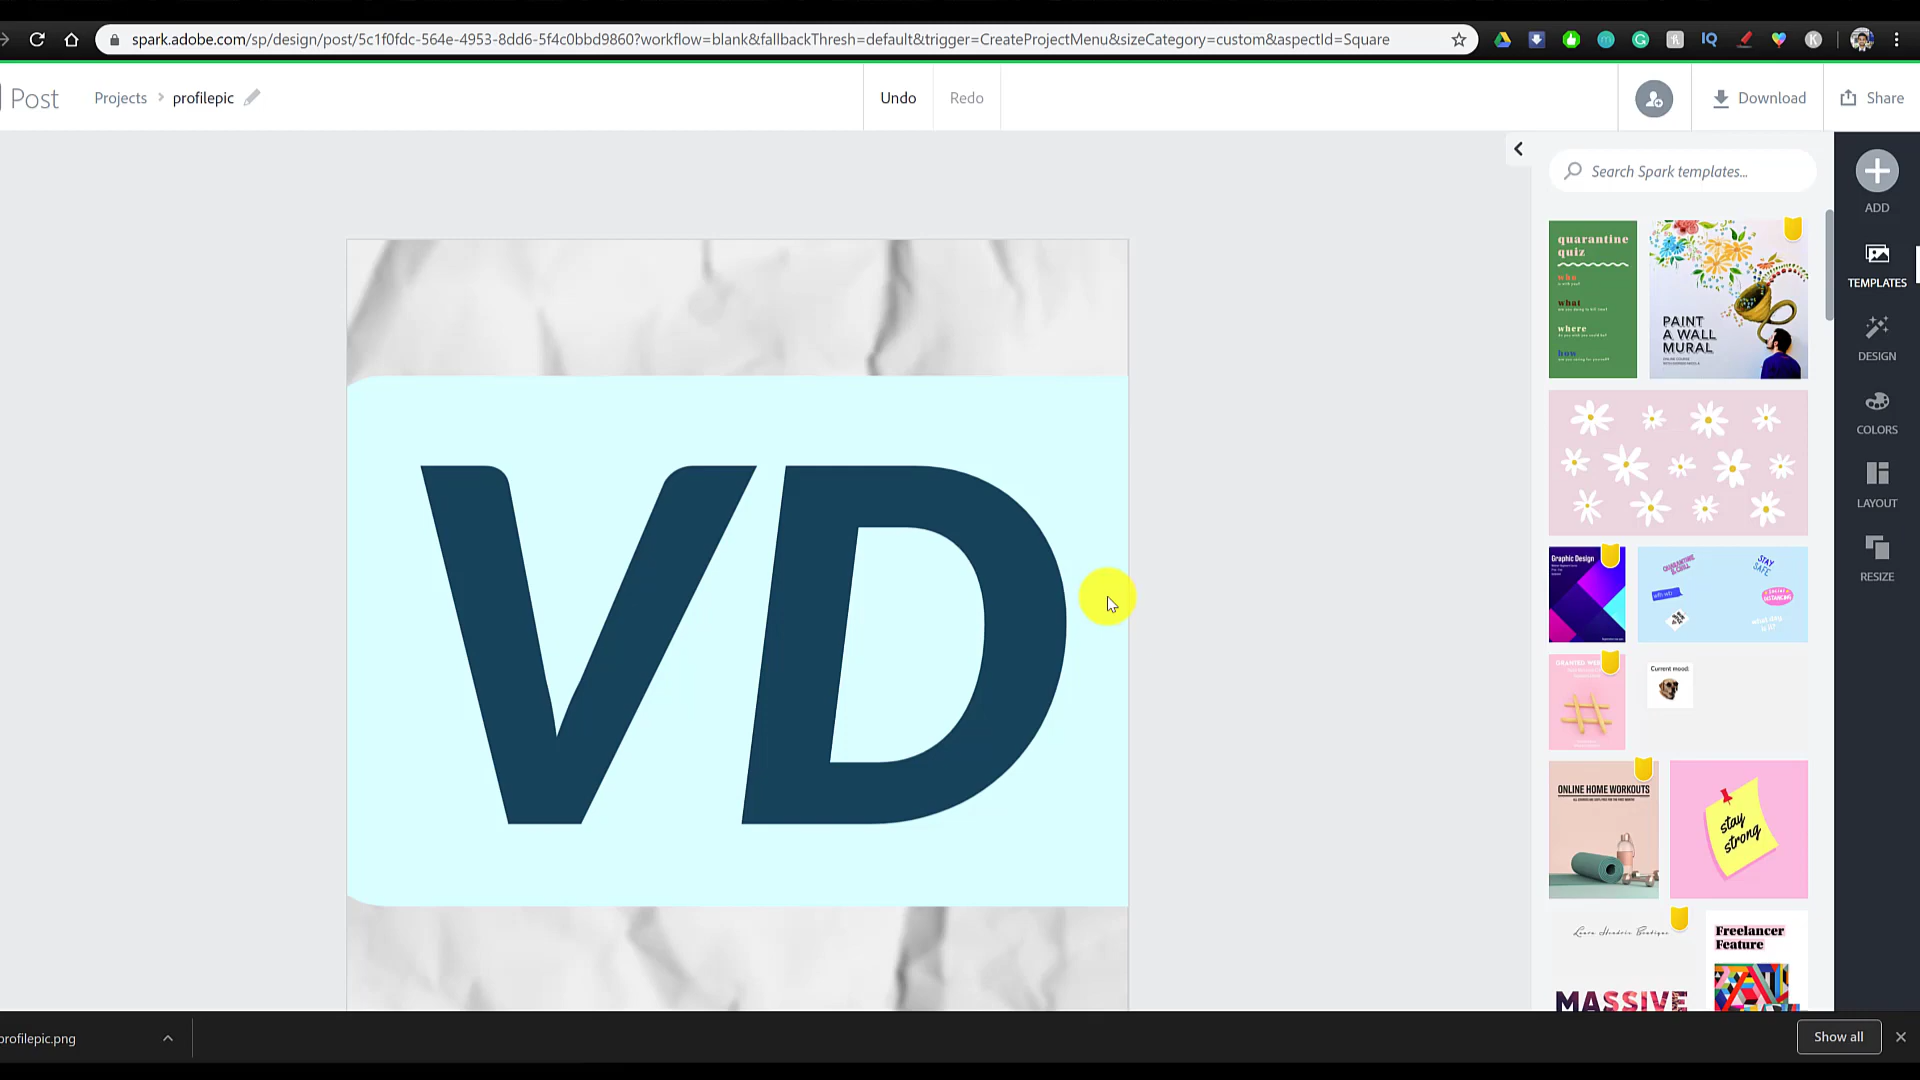 spark.adobe.com/sp/design/post/5c1f0fdc-564e-4953-8dd6-5f4c0bbd9860?workflow=blank&fallbackThresh=default&trigger=CreateProjectMenu&sizeCategory=custom&aspectId=Square
Post
Projects > profilepic
Undo
Redo
Download
Share
Search Spark templates...
ADD
TEMPLATES
DESIGN
COLORS
LAYOUT
RESIZE
VD
quarantine
quiz
who
what
where
how
PAINT
A WALL
MURAL
Graphic Design
STAY
SAFE
Current mood:
ONLINE HOME WORKOUTS
stay
strong
Freelancer
Feature
MASSIVE
profilepic.png
Show all